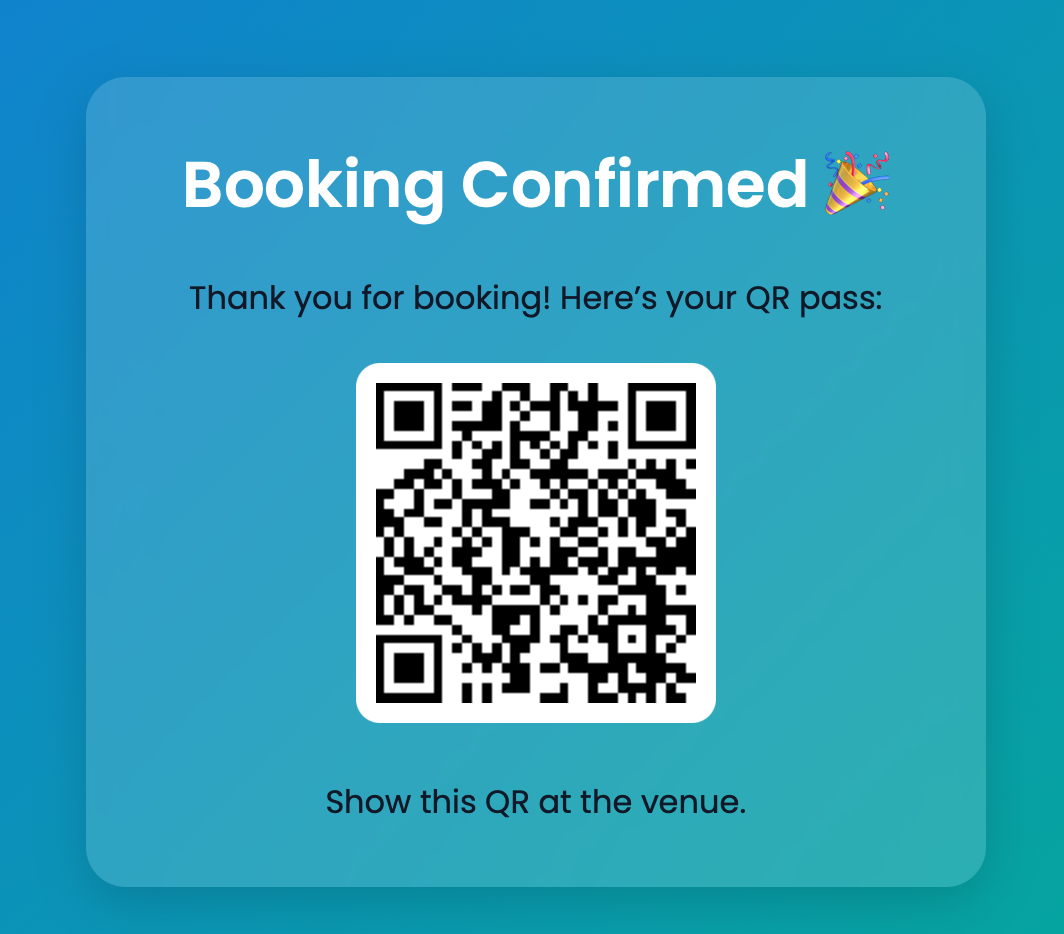 Booking Confirmed 🎉
Thank you for booking! Here’s your QR pass:
Show this QR at the venue.